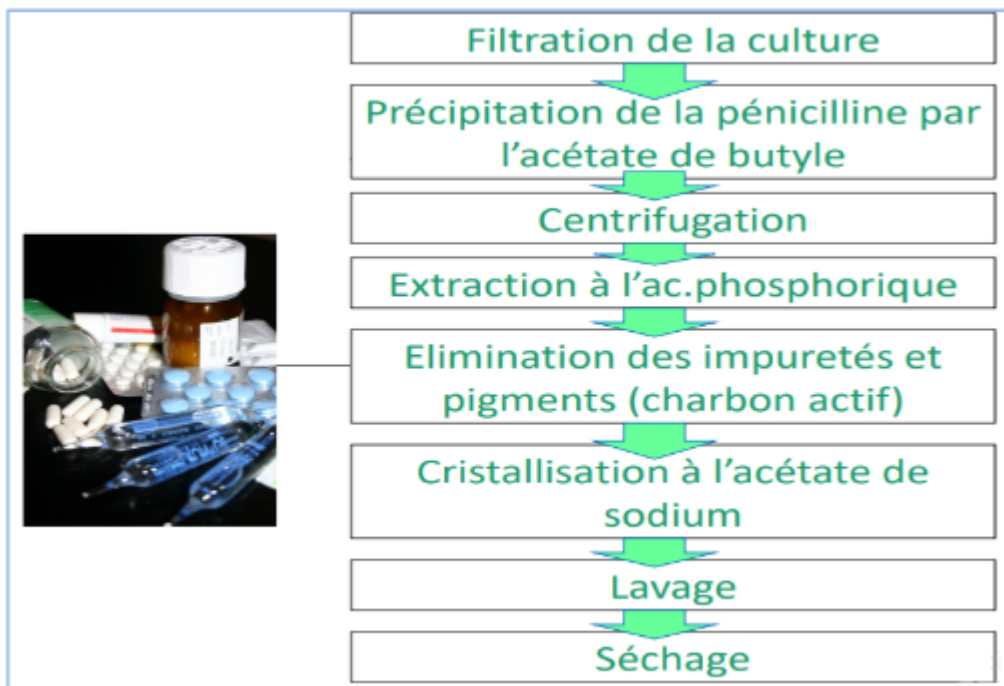 Filtration de la culture
Précipitation de la pénicilline par
l'acétate de butyle
Centrifugation
Extraction à l'ac.phosphorique
Elimination des impuretés et
pigments (charbon actif)
Cristallisation à l'acétate de
sodium
Lavage
Séchage